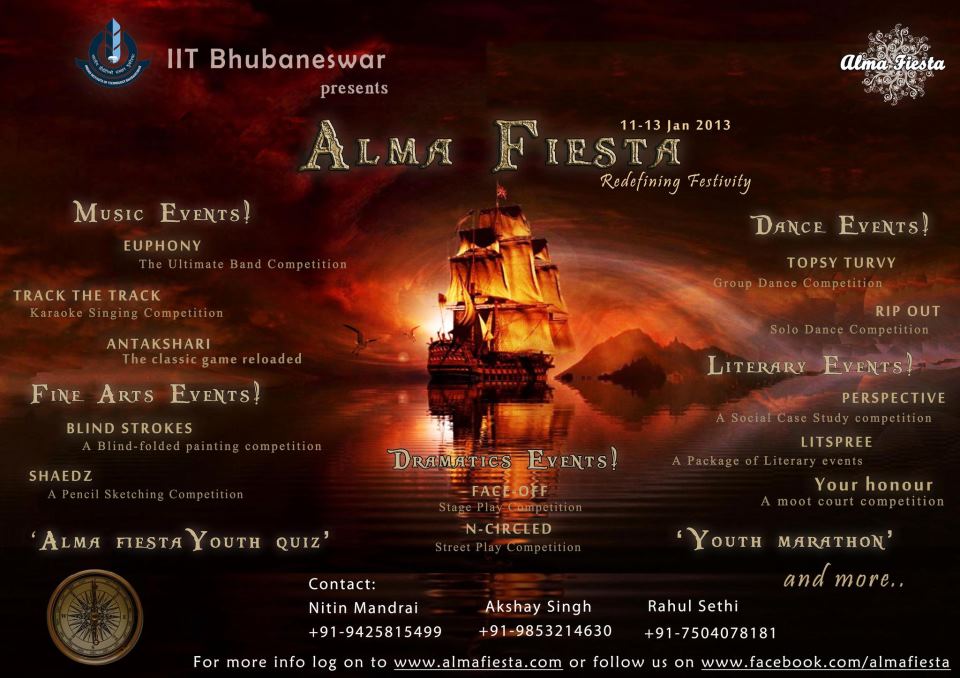 IIT Bhubaneswar
presents
Alma Fiesta
11-13 Jan 2013
Alma Fiesta
Redefining Festivity
Music Events!
EUPHONY
The Ultimate Band Competition
TRACK THE TRACK
Karaoke Singing Competition
ANTAKSHARI
The classic game reloaded
Fine Arts Events!
BLIND STROKES
A Blind-folded painting competition
SHAEDZ
A Pencil Sketching Competition
'Alma fiesta Youth quiz'
Dramatics Events!
FACE-OFF
Stage Play Competition
N-CIRCLED
Street Play Competition
Dance Events!
TOPSY TURVY
Group Dance Competition
RIP OUT
Solo Dance Competition
Literary Events!
PERSPECTIVE
A Social Case Study competition
LITSPREE
A Package of Literary events
Your honour
A moot court competition
'Youth marathon'
and more..
Contact:
Nitin Mandrai
+91-9425815499
Akshay Singh
+91-9853214630
Rahul Sethi
+91-7504078181
For more info log on to www.almafiesta.com or follow us on www.facebook.com/almafiesta